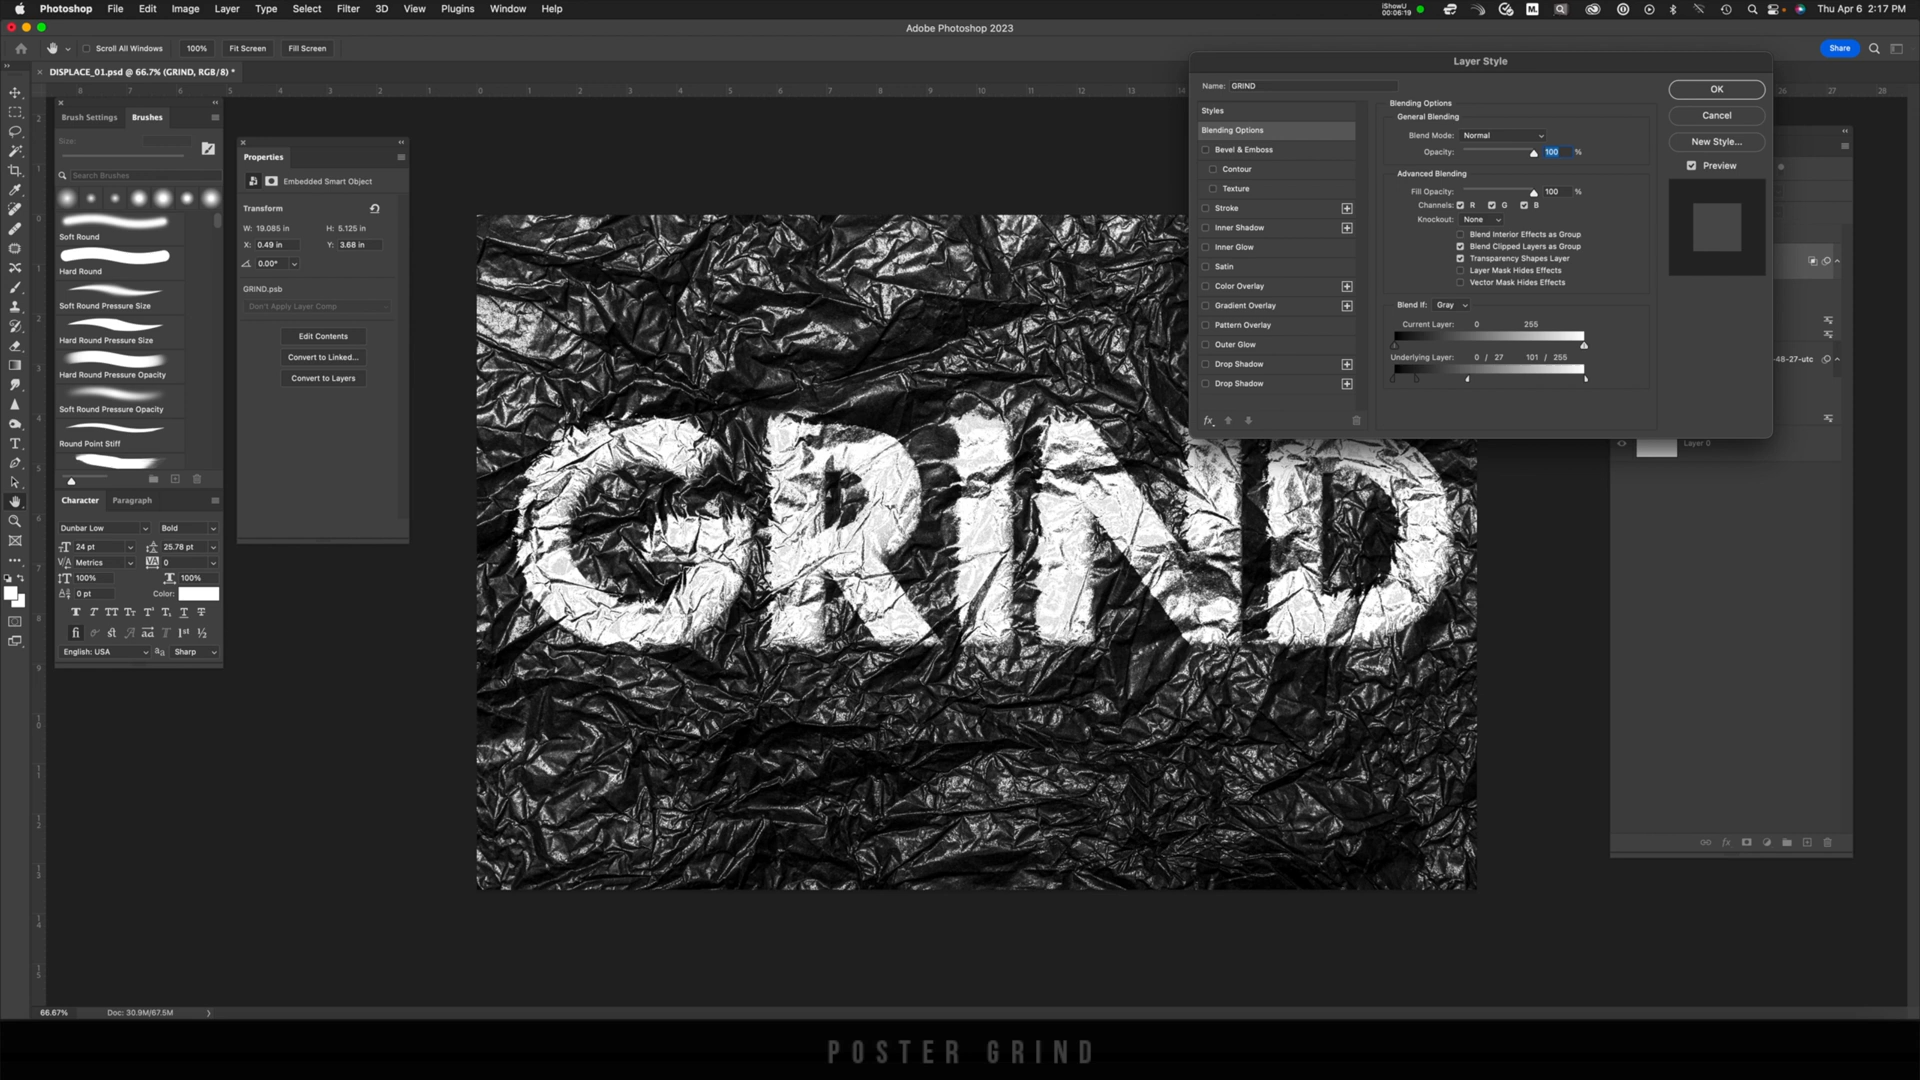 Photoshop File Edit Image Layer Type Select Filter 3D View Plugins Window Help
iShowU
00:06:19
Thu Apr 6 2:17 PM
Adobe Photoshop 2023
Scroll All Windows 100% Fit Screen Fill Screen
Share
DISPLACE_01.psd @ 66.7% (GRIND, RGB/8) *
Brush Settings Brushes
Size:
Search Brushes
Soft Round
Hard Round
Soft Round Pressure Size
Hard Round Pressure Size
Hard Round Pressure Opacity
Soft Round Pressure Opacity
Round Point Stiff
Character Paragraph
Dunbar Low Bold
24 pt 25.78 pt
Metrics 0
100% 100%
0 pt Color:
English: USA Sharp
Properties
Embedded Smart Object
Transform
W: 19.085 in H: 5.125 in
X: 0.49 in Y: 3.68 in
0.00°
GRIND.psb
Don't Apply Layer Comp
Edit Contents
Convert to Linked...
Convert to Layers
GRIND
Layer Style
Name: GRIND
Styles
Blending Options
Bevel & Emboss
Contour
Texture
Stroke
Inner Shadow
Inner Glow
Satin
Color Overlay
Gradient Overlay
Pattern Overlay
Outer Glow
Drop Shadow
Drop Shadow
Blending Options
General Blending
Blend Mode: Normal
Opacity: 100 %
Advanced Blending
Fill Opacity: 100 %
Channels: R G B
Knockout: None
Blend Interior Effects as Group
Blend Clipped Layers as Group
Transparency Shapes Layer
Layer Mask Hides Effects
Vector Mask Hides Effects
Blend If: Gray
Current Layer: 0 255
Underlying Layer: 0 / 27 101 / 255
OK
Cancel
New Style...
Preview
-48-27-utc
Layer 0
66.67% Doc: 30.9M/67.5M
POSTER GRIND